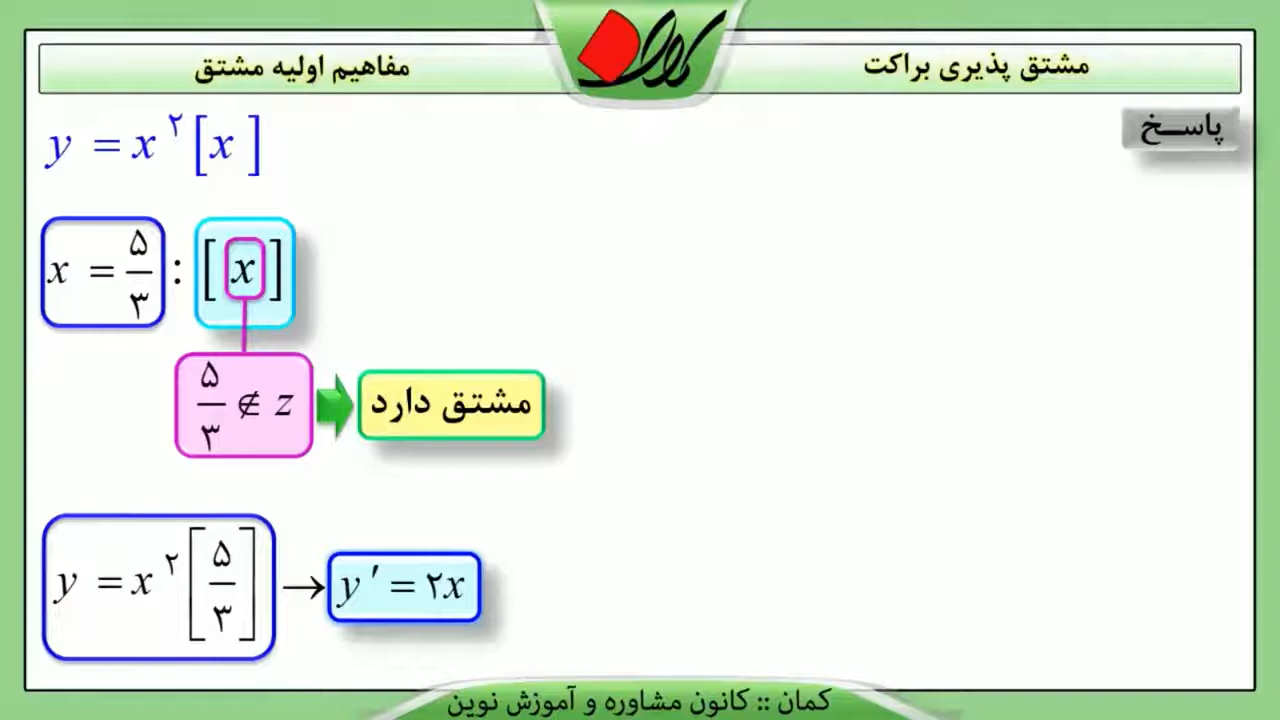 مشتق پذیری براکت
کمان
مفاهیم اولیه مشتق
پاسخ
y = x^۲ [x]
x = ۵/۳ : [x]
۵/۳ ∉ z
مشتق دارد
y = x^۲ [۵/۳] → y′ = ۲x
کمان :: کانون مشاوره و آموزش نوین